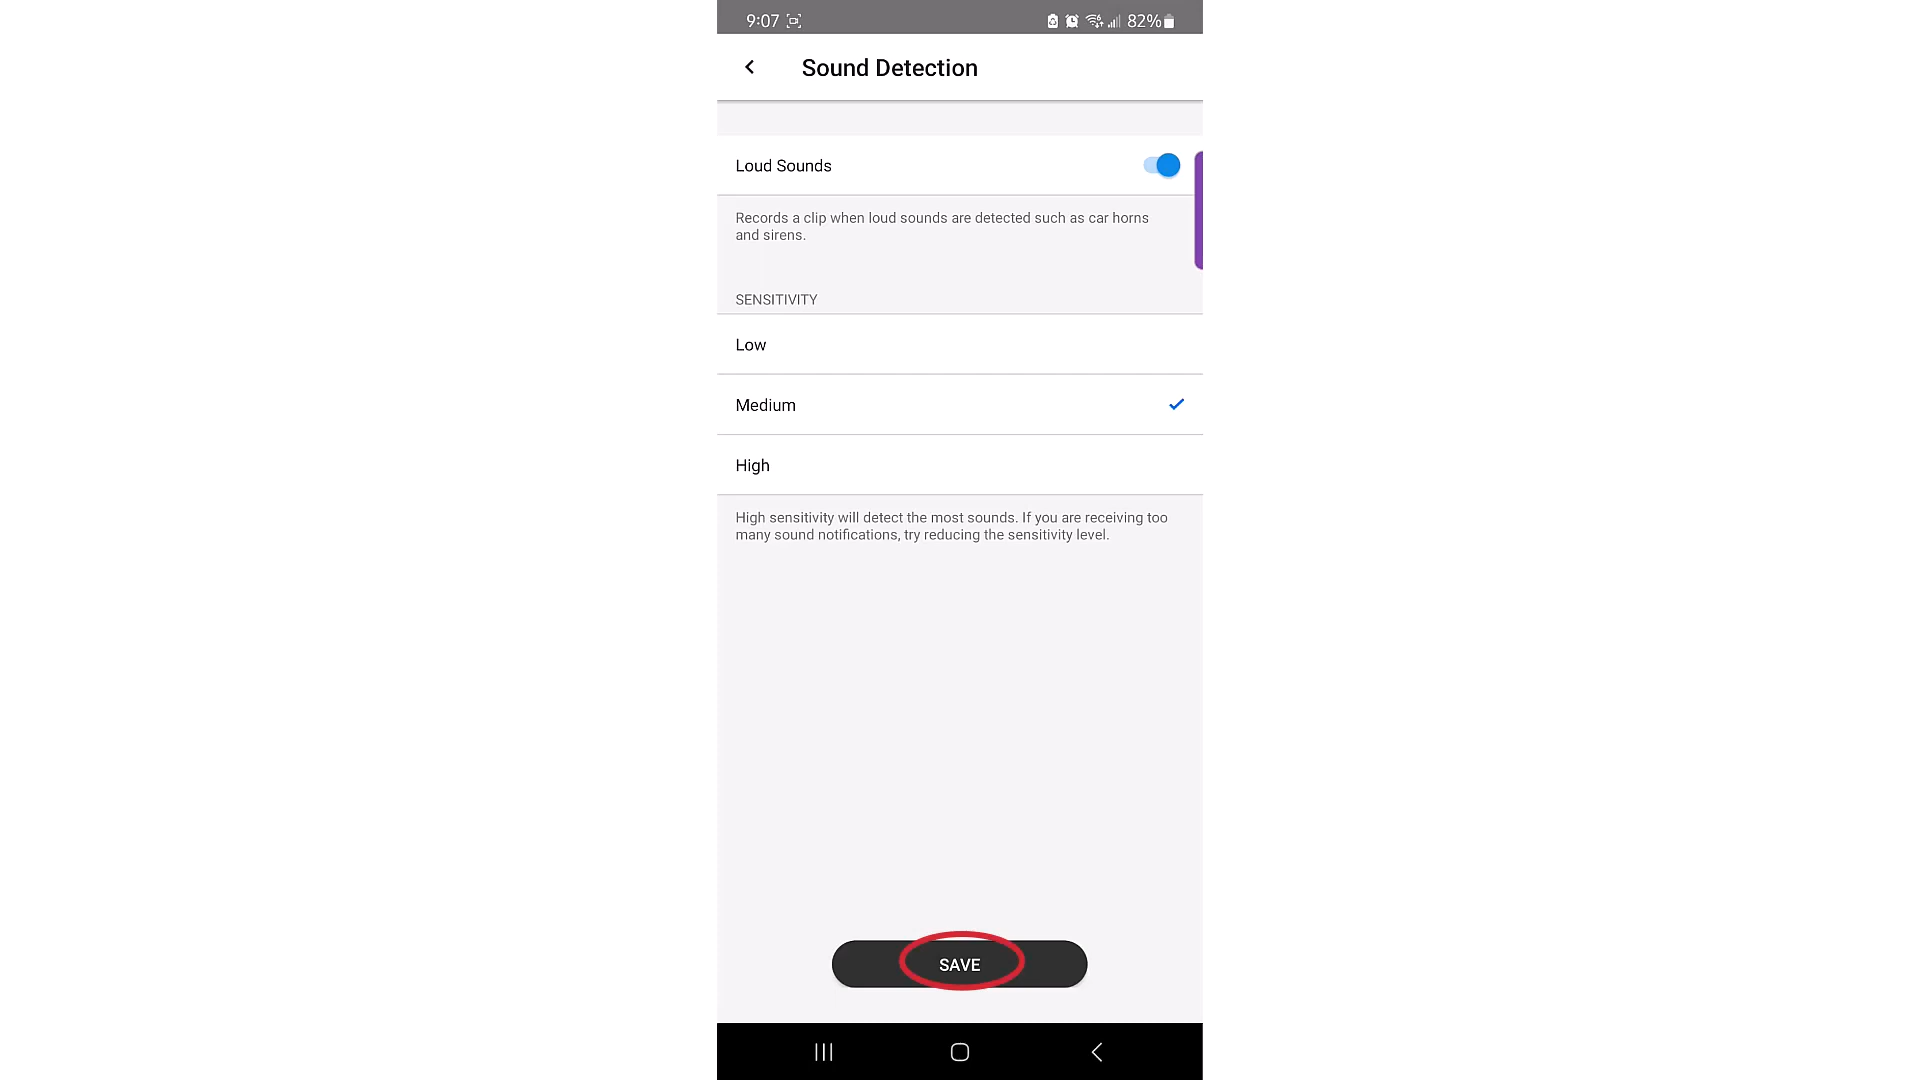 9:07 82%
Sound Detection
Loud Sounds
Records a clip when loud sounds are detected such as car horns
and sirens.
SENSITIVITY
Low
Medium
High
High sensitivity will detect the most sounds. If you are receiving too
many sound notifications, try reducing the sensitivity level.
SAVE